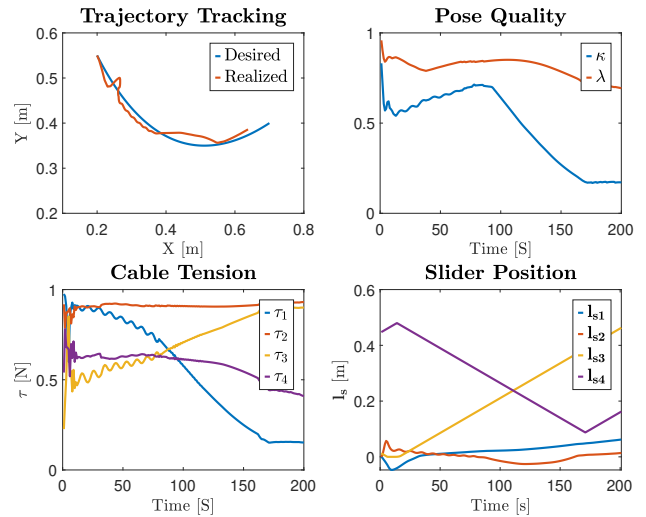 Trajectory Tracking
0.6
0.5
0.4
0.3
0.2
Y [m]
Desired
Realized
0.2 0.4 0.6 0.8
X [m]
Pose Quality
1
0.5
0
κ
λ
0 50 100 150 200
Time [S]
Cable Tension
1
0.5
0
τ [N]
τ1
τ2
τ3
τ4
0 50 100 150 200
Time [S]
Slider Position
0.6
0.4
0.2
0
ls [m]
ls1
ls2
ls3
ls4
0 50 100 150 200
Time [s]